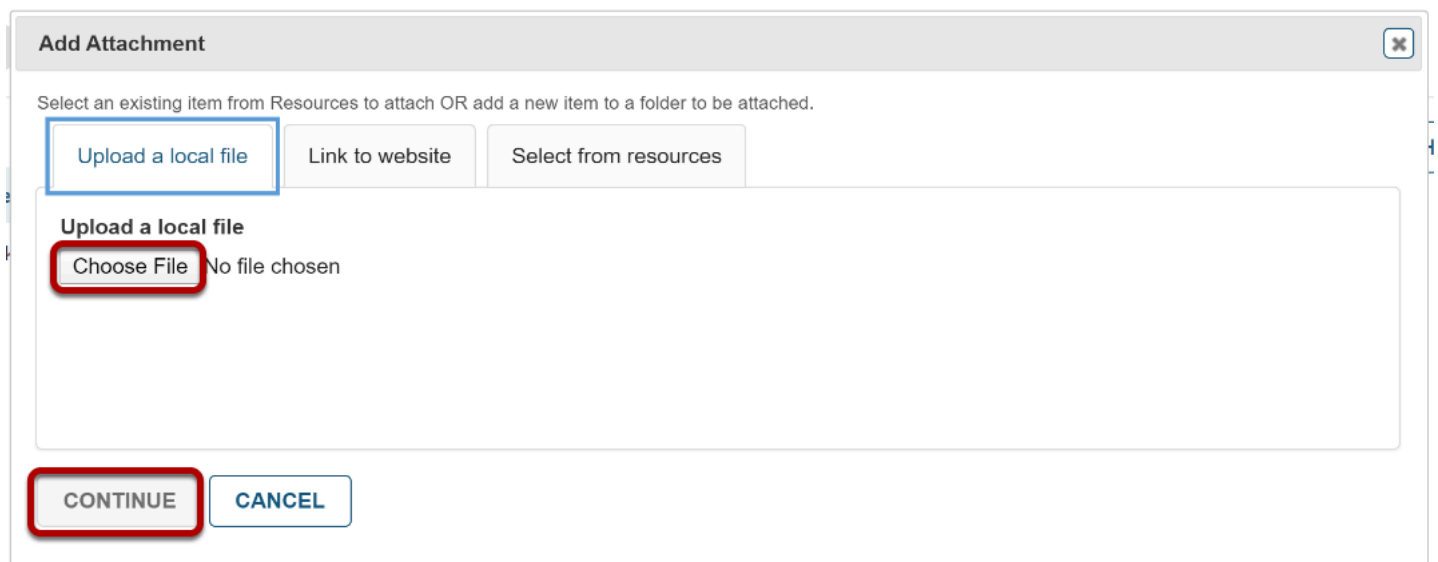 Add Attachment
Select an existing item from Resources to attach OR add a new item to a folder to be attached.
Upload a local file Link to website Select from resources
Upload a local file
Choose File No file chosen
CONTINUE CANCEL